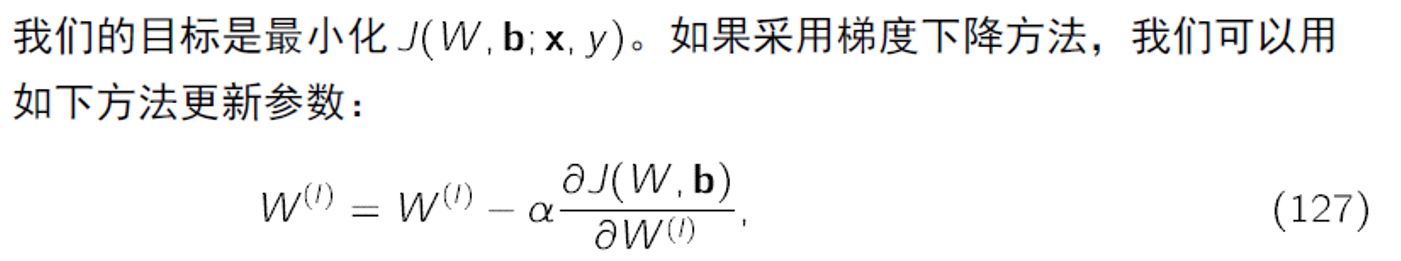 我们的目标是最小化 J(W, b; x, y)。如果采用梯度下降方法，我们可以用
如下方法更新参数：
W^{(l)} = W^{(l)} − α \frac{∂J(W, b)}{∂W^{(l)}}, (127)